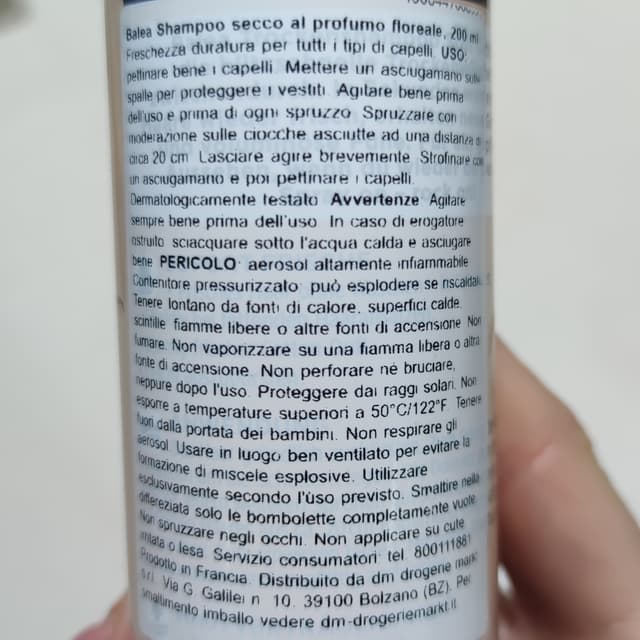 Balea Shampoo secco al profumo floreale, 200 ml
Freschezza duratura per tutti i tipi di capelli. USO:
pettinare bene i capelli. Mettere un asciugamano sulle
spalle per proteggere i vestiti. Agitare bene prima
dell'uso e prima di ogni spruzzo. Spruzzare con
moderazione sulle ciocche asciutte ad una distanza di
circa 20 cm. Lasciare agire brevemente. Strofinare con
un asciugamano e poi pettinare i capelli.
Dermatologicamente testato. Avvertenze: Agitare
sempre bene prima dell'uso. In caso di erogatore
ostruito, sciacquare sotto l'acqua calda e asciugare
bene. PERICOLO: aerosol altamente infiammabile.
Contenitore pressurizzato: può esplodere se riscaldato.
Tenere lontano da fonti di calore, superfici calde,
scintille, fiamme libere o altre fonti di accensione. Non
fumare. Non vaporizzare su una fiamma libera o altra
fonte di accensione. Non perforare né bruciare,
neppure dopo l'uso. Proteggere dai raggi solari. Non
esporre a temperature superiori a 50°C/122°F. Tenere
fuori dalla portata dei bambini. Non respirare gli
aerosol. Usare in luogo ben ventilato per evitare la
formazione di miscele esplosive. Utilizzare
esclusivamente secondo l'uso previsto. Smaltire nella
differeziata solo le bombolette completamente vuote.
Non spruzzare negli occhi. Non applicare su cute
irritata o lesa. Servizio consumatori: tel. 80011188
Prodotto in Francia. Distribuito da dm drogerie markt
s.r.l. Via G. Galilei n. 10, 39100 Bolzano (BZ). Per
smaltimento imballo vedere dm-drogeriemarkt.it.